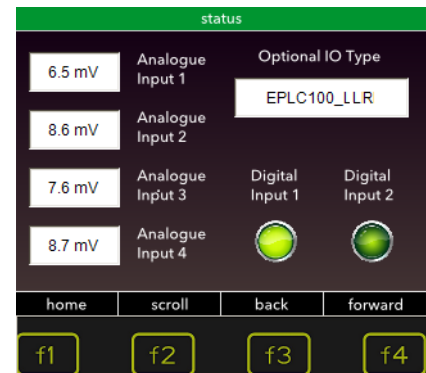 status
6.5 mV
Analogue
Input 1
8.6 mV
Analogue
Input 2
7.6 mV
Analogue
Input 3
8.7 mV
Analogue
Input 4
Optional IO Type
EPLC100_LLR
Digital
Input 1
Digital
Input 2
home scroll back forward
f1 f2 f3 f4